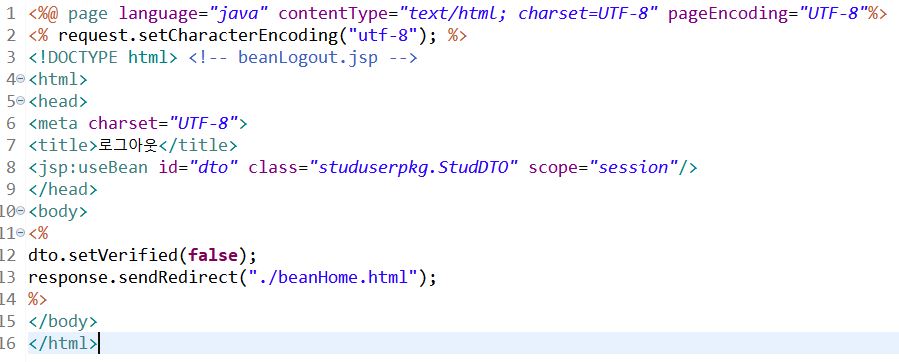 1 <%@ page language="java" contentType="text/html; charset=UTF-8" pageEncoding="UTF-8"%>
2 <% request.setCharacterEncoding("utf-8"); %>
3 <!DOCTYPE html> <!-- beanLogout.jsp -->
4 <html>
5 <head>
6 <meta charset="UTF-8">
7 <title>로그아웃</title>
8 <jsp:useBean id="dto" class="studuserpkg.StudDTO" scope="session"/>
9 </head>
10 <body>
11 <%
12 dto.setVerified(false);
13 response.sendRedirect("./beanHome.html");
14 %>
15 </body>
16 </html>